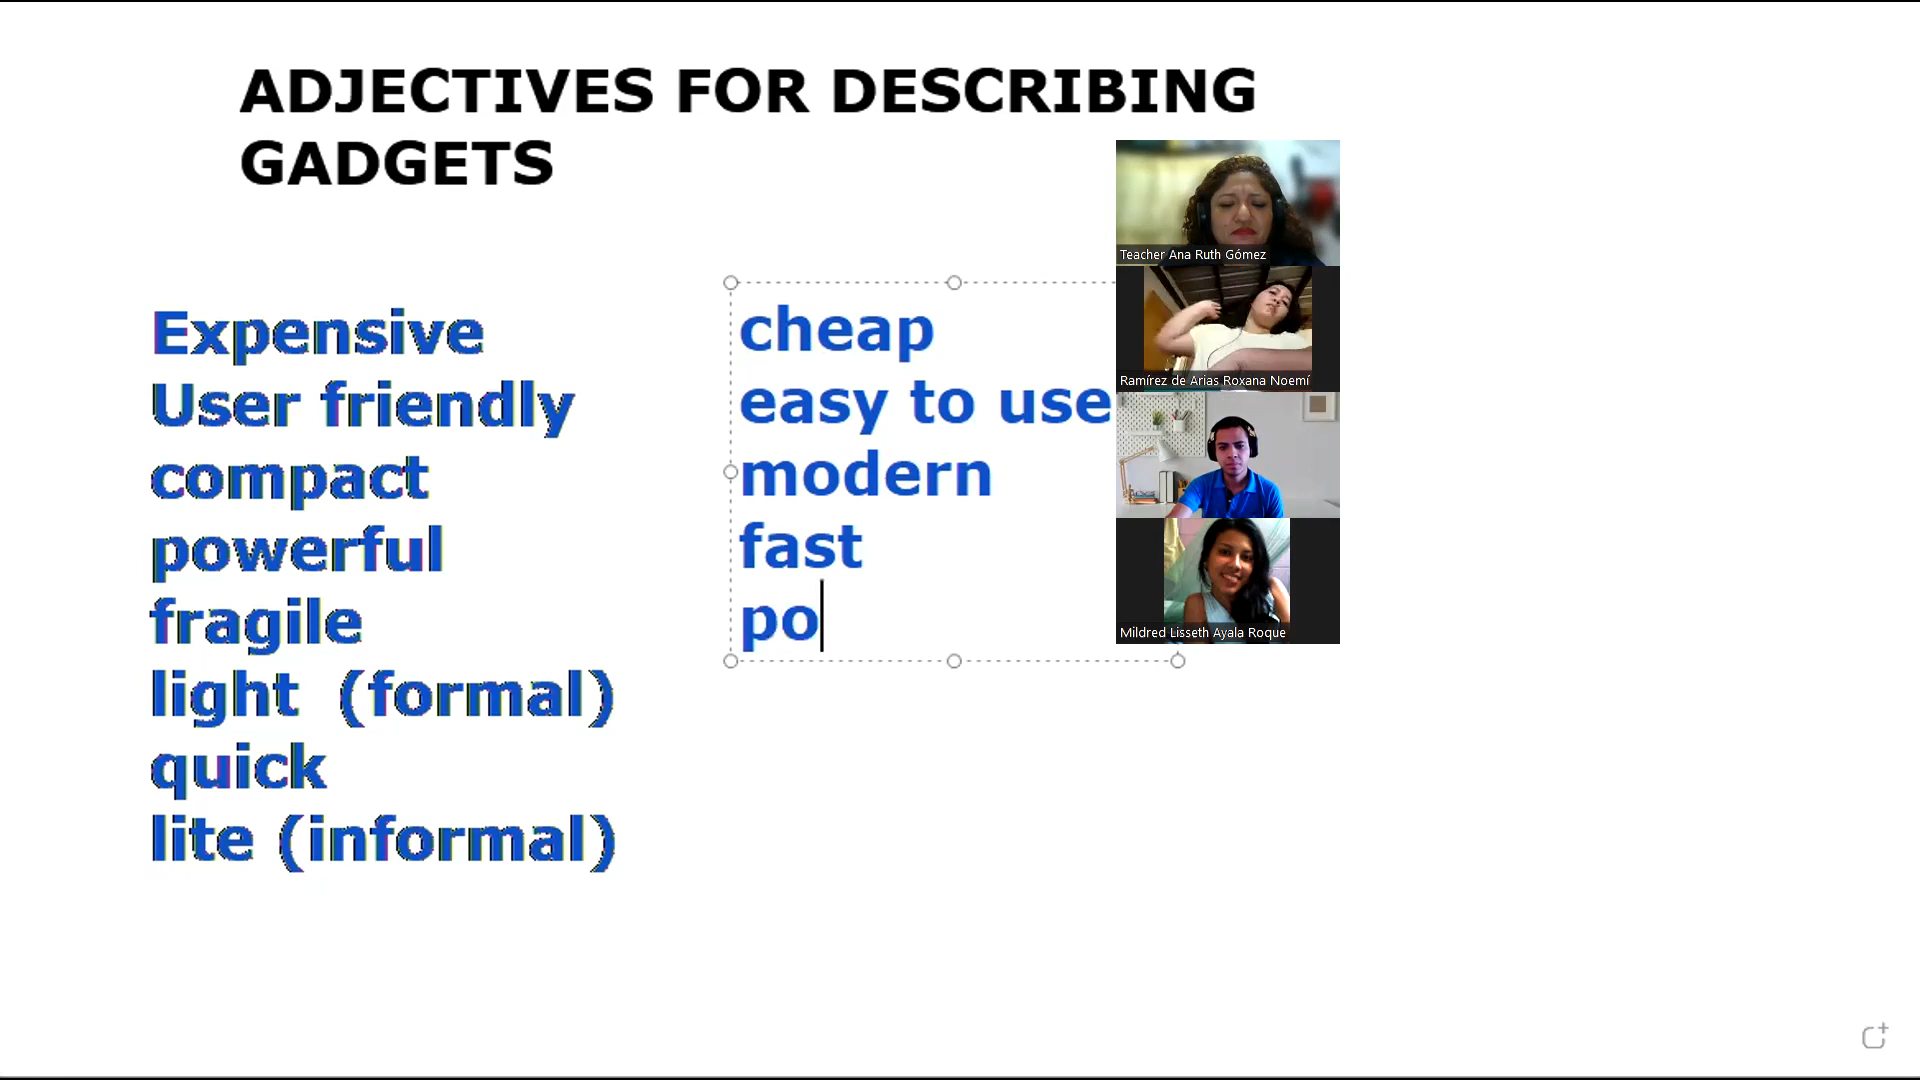 ADJECTIVES FOR DESCRIBING
GADGETS
Expensive
User friendly
compact
powerful
fragile
light (formal)
quick
lite (informal)
cheap
easy to use
modern
fast
po
Teacher Ana Ruth Gómez
Ramírez de Arias Roxana Noemí
Mildred Lisseth Ayala Roque